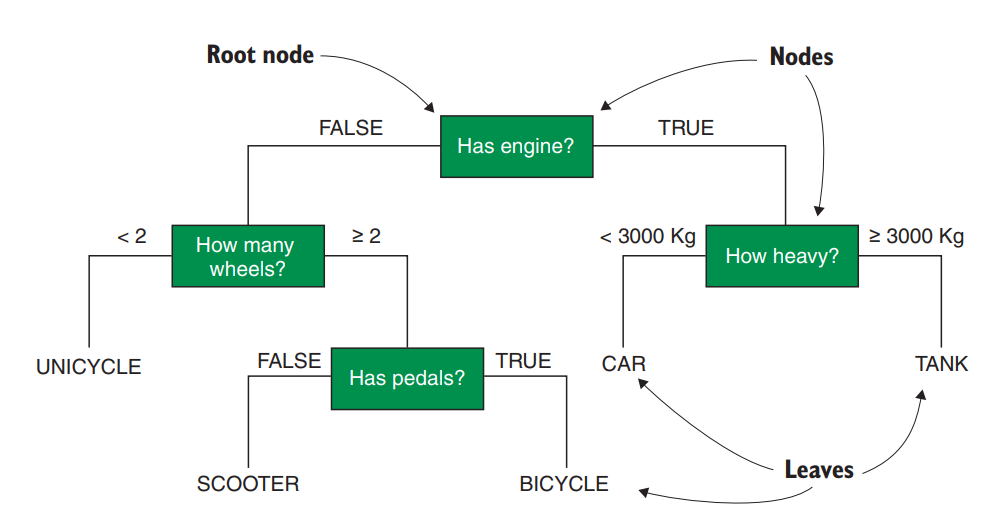 Root node
Nodes
FALSE
TRUE
Has engine?
< 2
How many
wheels?
≥ 2
< 3000 Kg
How heavy?
≥ 3000 Kg
UNICYCLE
FALSE
Has pedals?
TRUE
CAR
TANK
SCOOTER
BICYCLE
Leaves